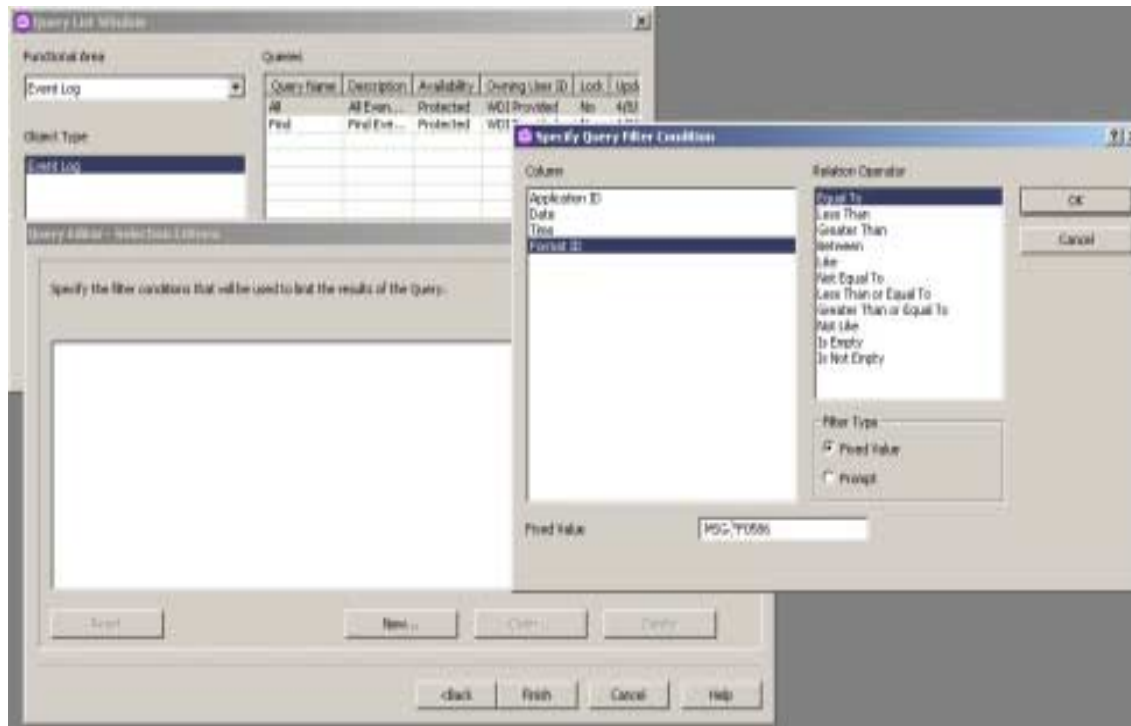 Query List Window
Functional Area
Queries
Event Log
Query Name Description Availability Owning User ID Lock Upd
All All Even... Protected WDI Provided No
Find Find Eve... Protected
Object Type
Event Log
Specify Query Filter Condition
Column
Relation Operator
Application ID
Date
Time
Format ID
Equal To
Less Than
Greater Than
Between
Like
Not Equal To
Less Than or Equal To
Greater Than or Equal To
Not Like
Is Empty
Is Not Empty
OK
Cancel
Query Editor - Selection Criteria
Specify the filter conditions that will be used to limit the results of the Query.
Filter Type
Fixed Value
Prompt
Fixed Value
Reset
New...
Open...
<Back
Finish
Cancel
Help